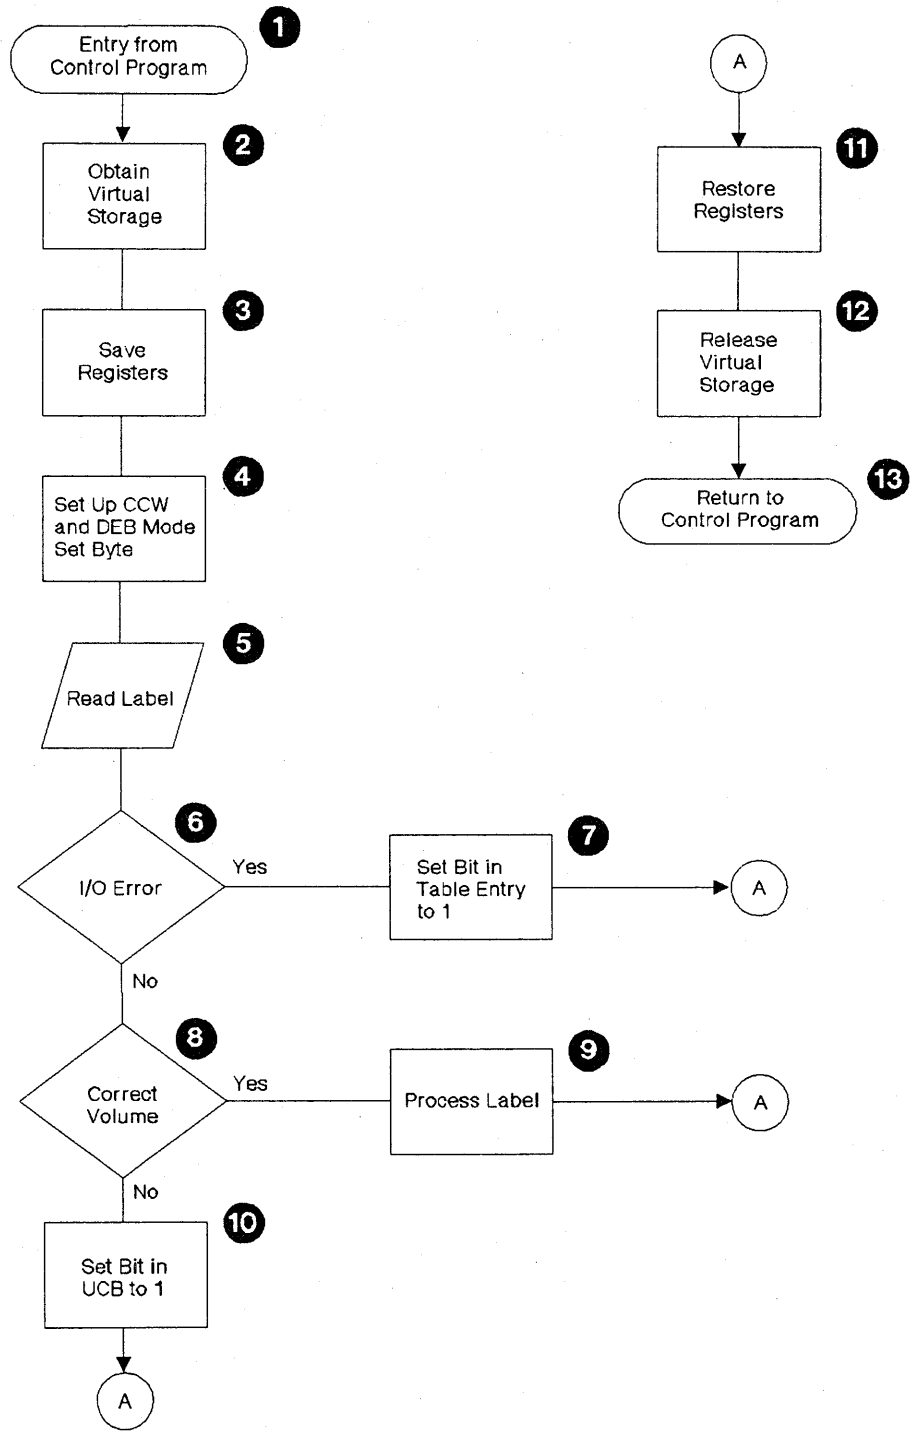 1
Entry from
Control Program
2
Obtain
Virtual
Storage
3
Save
Registers
4
Set Up CCW
and DEB Mode
Set Byte
5
Read Label
6
I/O Error
Yes
7
Set Bit in
Table Entry
to 1
A
No
8
Correct
Volume
Yes
9
Process Label
A
No
10
Set Bit in
UCB to 1
A
A
11
Restore
Registers
12
Release
Virtual
Storage
13
Return to
Control Program